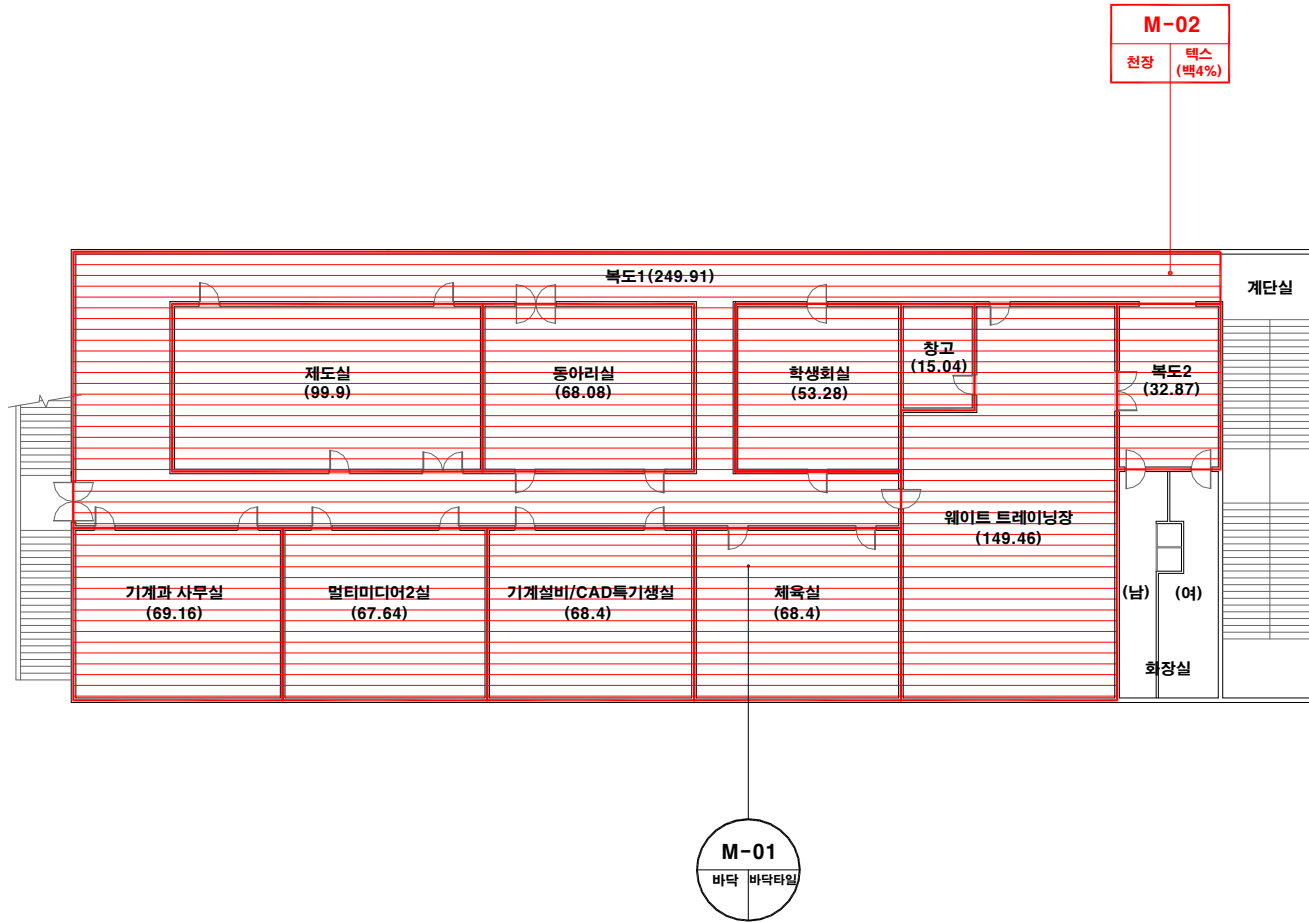 M-02
천장
텍스
(백4%)
복도1(249.91)
계단실
제도실
(99.9)
동아리실
(68.08)
학생회실
(53.28)
창고
(15.04)
복도2
(32.87)
웨이트 트레이닝장
(149.46)
기계과 사무실
(69.16)
멀티미디어2실
(67.64)
기계설비/CAD특기생실
(68.4)
체육실
(68.4)
(남)
(여)
화장실
M-01
바닥
바닥타일